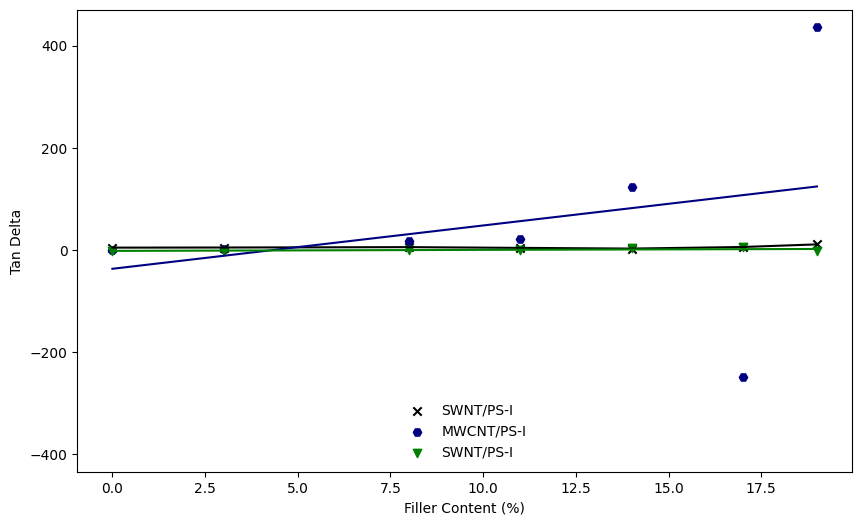 400
200
0
−200
−400
Tan Delta
SWNT/PS-I
MWCNT/PS-I
SWNT/PS-I
0.0 2.5 5.0 7.5 10.0 12.5 15.0 17.5
Filler Content (%)